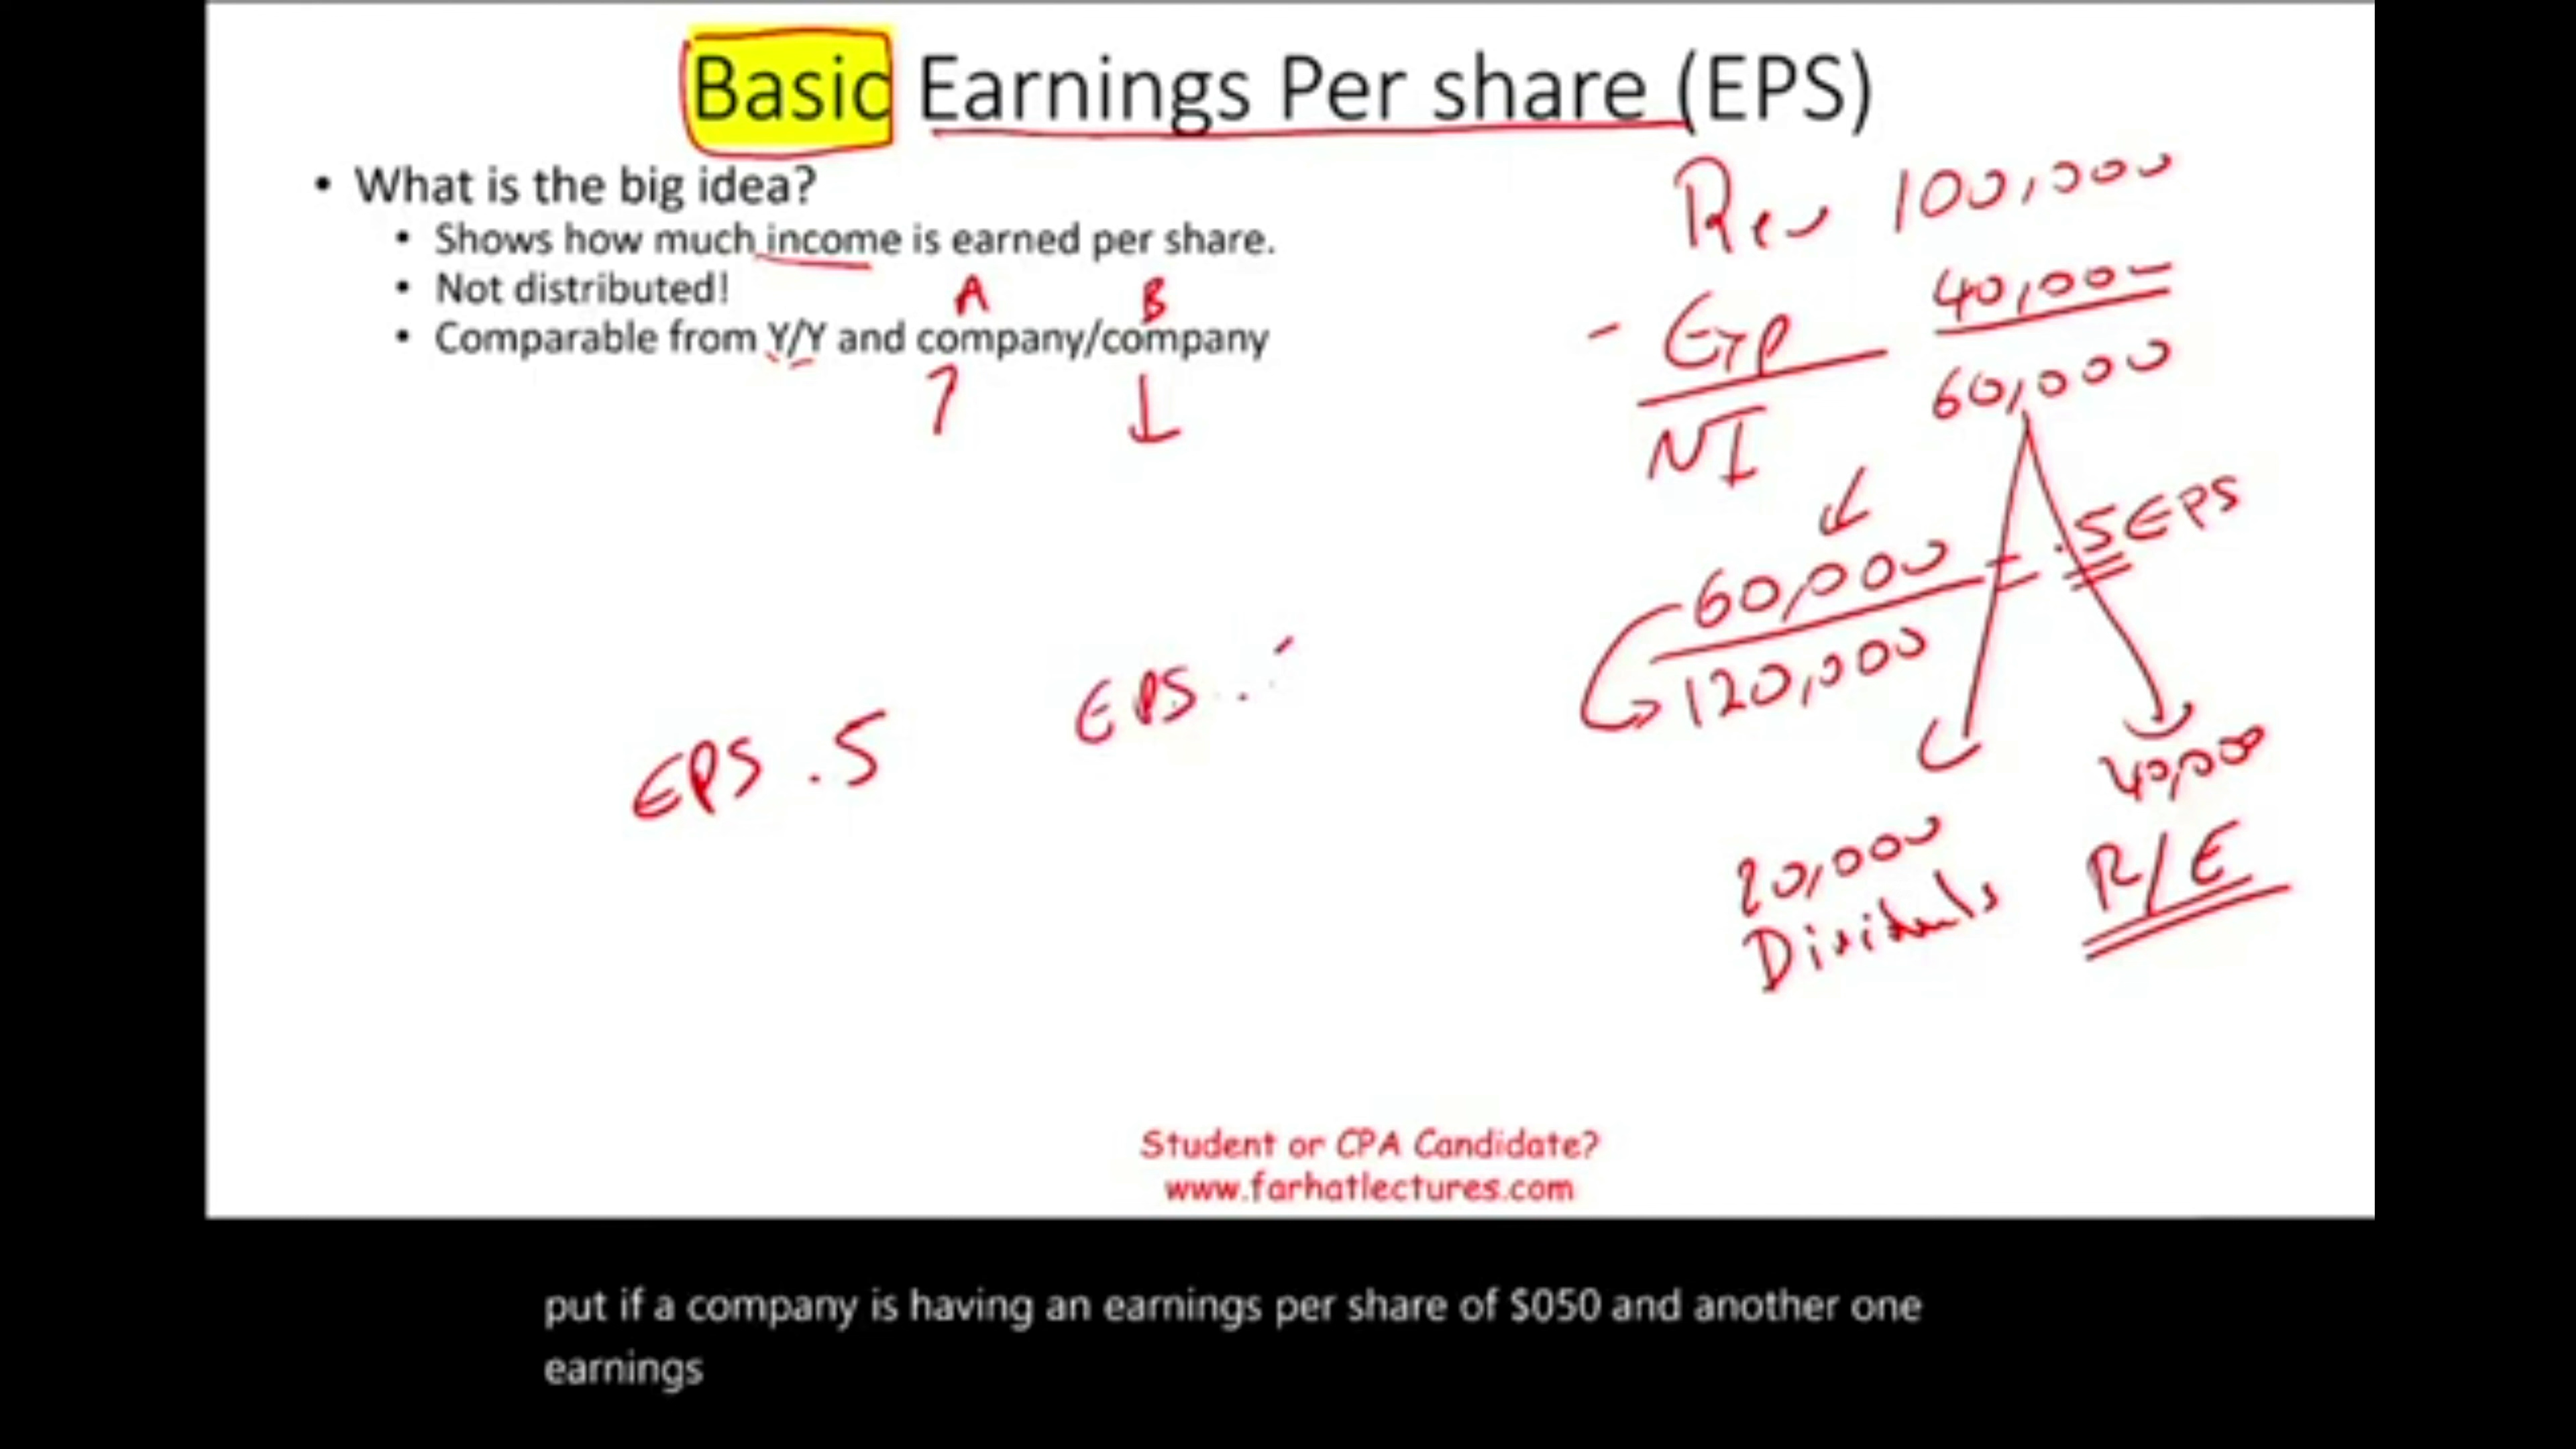 Basic Earnings Per share (EPS)
• What is the big idea?
• Shows how much income is earned per share.
• Not distributed!
A B
• Comparable from Y/Y and company/company
Rev 100,000
- Exp 40,000
NI 60,000
60,000 = .5 EPS
120,000
EPS .5
EPS .
20,000
Dividends
40,000
R/E
Student or CPA Candidate?
www.farhatlectures.com
put if a company is having an earnings per share of $050 and another one
earnings